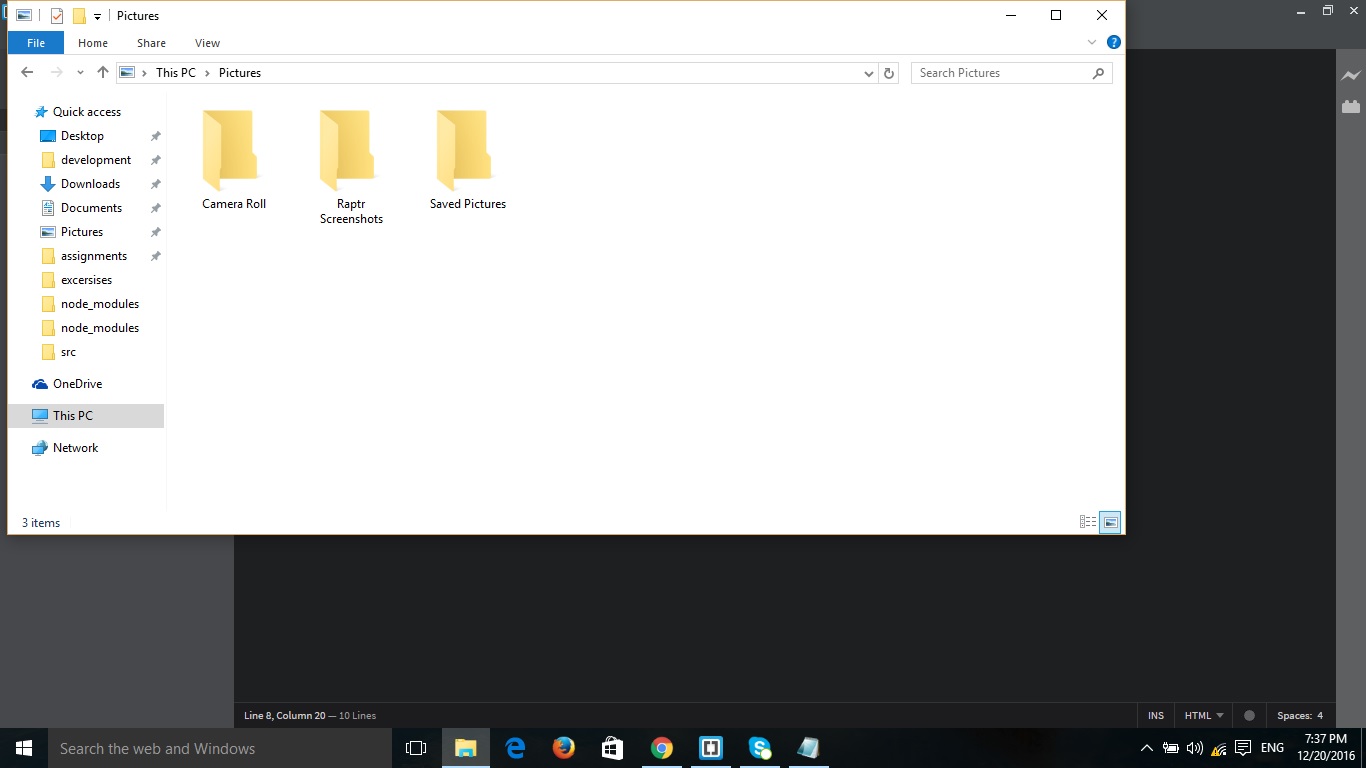 Pictures
File Home Share View
This PC Pictures
Search Pictures
Quick access
Desktop
development
Downloads
Documents
Pictures
assignments
excersises
node_modules
node_modules
src
OneDrive
This PC
Network
Camera Roll
Raptr
Screenshots
Saved Pictures
3 items
Line 8, Column 20 — 10 Lines
INS HTML Spaces: 4
Search the web and Windows
ENG
7:37 PM
12/20/2016